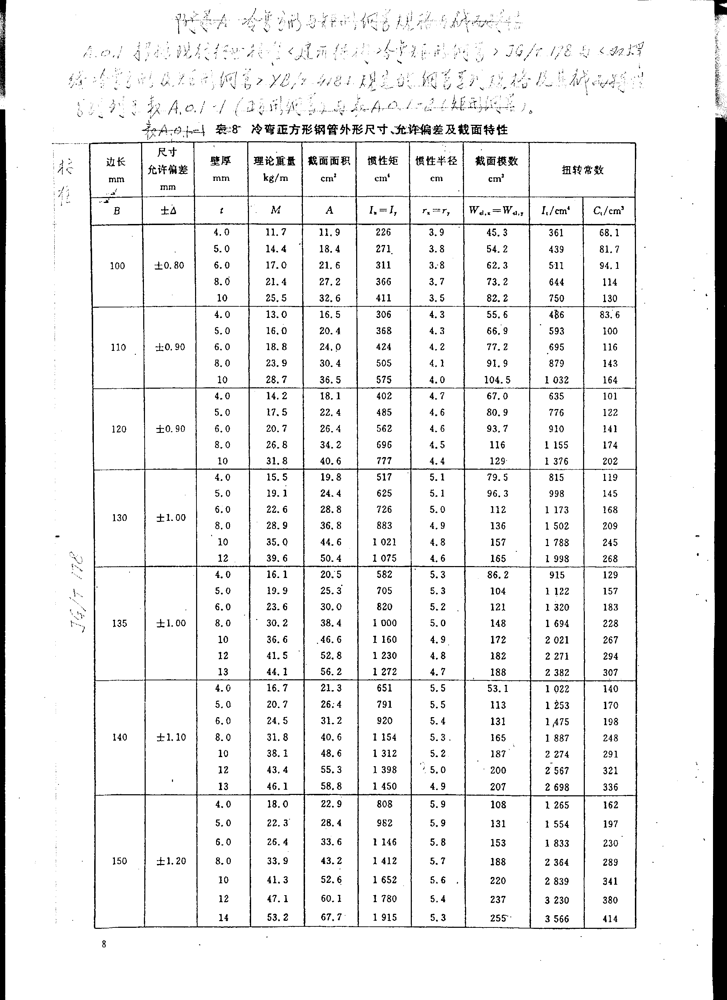 附录A 冷弯方形与矩形钢管规格与截面特性
A.0.1 根据现行行业标准<建筑结构冷弯矩形钢管> JG/T 178与<双焊
缝冷弯方形及矩形钢管> YB/T 4181规定的钢管系列规格及其截面特性
表A.0.1-1(正方形钢管)与表A.0.1-2(矩形钢管)。
表A.0.1-1 表8 冷弯正方形钢管外形尺寸、允许偏差及截面特性
标准
JG/T 178
边长 mm 尺寸允许偏差 mm 壁厚 mm 理论重量 kg/m 截面面积 cm² 惯性矩 cm⁴ 惯性半径 cm 截面模数 cm³ 扭转常数
B ±Δ t M A Iₓ=Iᵧ rₓ=rᵧ Wel,x=Wel,y It/cm⁴ Ct/cm³
100 ±0.80
4.0 11.7 11.9 226 3.9 45.3 361 68.1
5.0 14.4 18.4 271 3.8 54.2 439 81.7
6.0 17.0 21.6 311 3.8 62.3 511 94.1
8.0 21.4 27.2 366 3.7 73.2 644 114
10 25.5 32.6 411 3.5 82.2 750 130
110 ±0.90
4.0 13.0 16.5 306 4.3 55.6 486 83.6
5.0 16.0 20.4 368 4.3 66.9 593 100
6.0 18.8 24.0 424 4.2 77.2 695 116
8.0 23.9 30.4 505 4.1 91.9 879 143
10 28.7 36.5 575 4.0 104.5 1 032 164
120 ±0.90
4.0 14.2 18.1 402 4.7 67.0 635 101
5.0 17.5 22.4 485 4.6 80.9 776 122
6.0 20.7 26.4 562 4.6 93.7 910 141
8.0 26.8 34.2 696 4.5 116 1 155 174
10 31.8 40.6 777 4.4 129 1 376 202
130 ±1.00
4.0 15.5 19.8 517 5.1 79.5 815 119
5.0 19.1 24.4 625 5.1 96.3 998 145
6.0 22.6 28.8 726 5.0 112 1 173 168
8.0 28.9 36.8 883 4.9 136 1 502 209
10 35.0 44.6 1 021 4.8 157 1 788 245
12 39.6 50.4 1 075 4.6 165 1 998 268
135 ±1.00
4.0 16.1 20.5 582 5.3 86.2 915 129
5.0 19.9 25.3 705 5.3 104 1 122 157
6.0 23.6 30.0 820 5.2 121 1 320 183
8.0 30.2 38.4 1 000 5.0 148 1 694 228
10 36.6 46.6 1 160 4.9 172 2 021 267
12 41.5 52.8 1 230 4.8 182 2 271 294
13 44.1 56.2 1 272 4.7 188 2 382 307
140 ±1.10
4.0 16.7 21.3 651 5.5 53.1 1 022 140
5.0 20.7 26.4 791 5.5 113 1 253 170
6.0 24.5 31.2 920 5.4 131 1 475 198
8.0 31.8 40.6 1 154 5.3 165 1 887 248
10 38.1 48.6 1 312 5.2 187 2 274 291
12 43.4 55.3 1 398 5.0 200 2 567 321
13 46.1 58.8 1 450 4.9 207 2 698 336
150 ±1.20
4.0 18.0 22.9 808 5.9 108 1 265 162
5.0 22.3 28.4 982 5.9 131 1 554 197
6.0 26.4 33.6 1 146 5.8 153 1 833 230
8.0 33.9 43.2 1 412 5.7 188 2 364 289
10 41.3 52.6 1 652 5.6 220 2 839 341
12 47.1 60.1 1 780 5.4 237 3 230 380
14 53.2 67.7 1 915 5.3 255 3 566 414
8